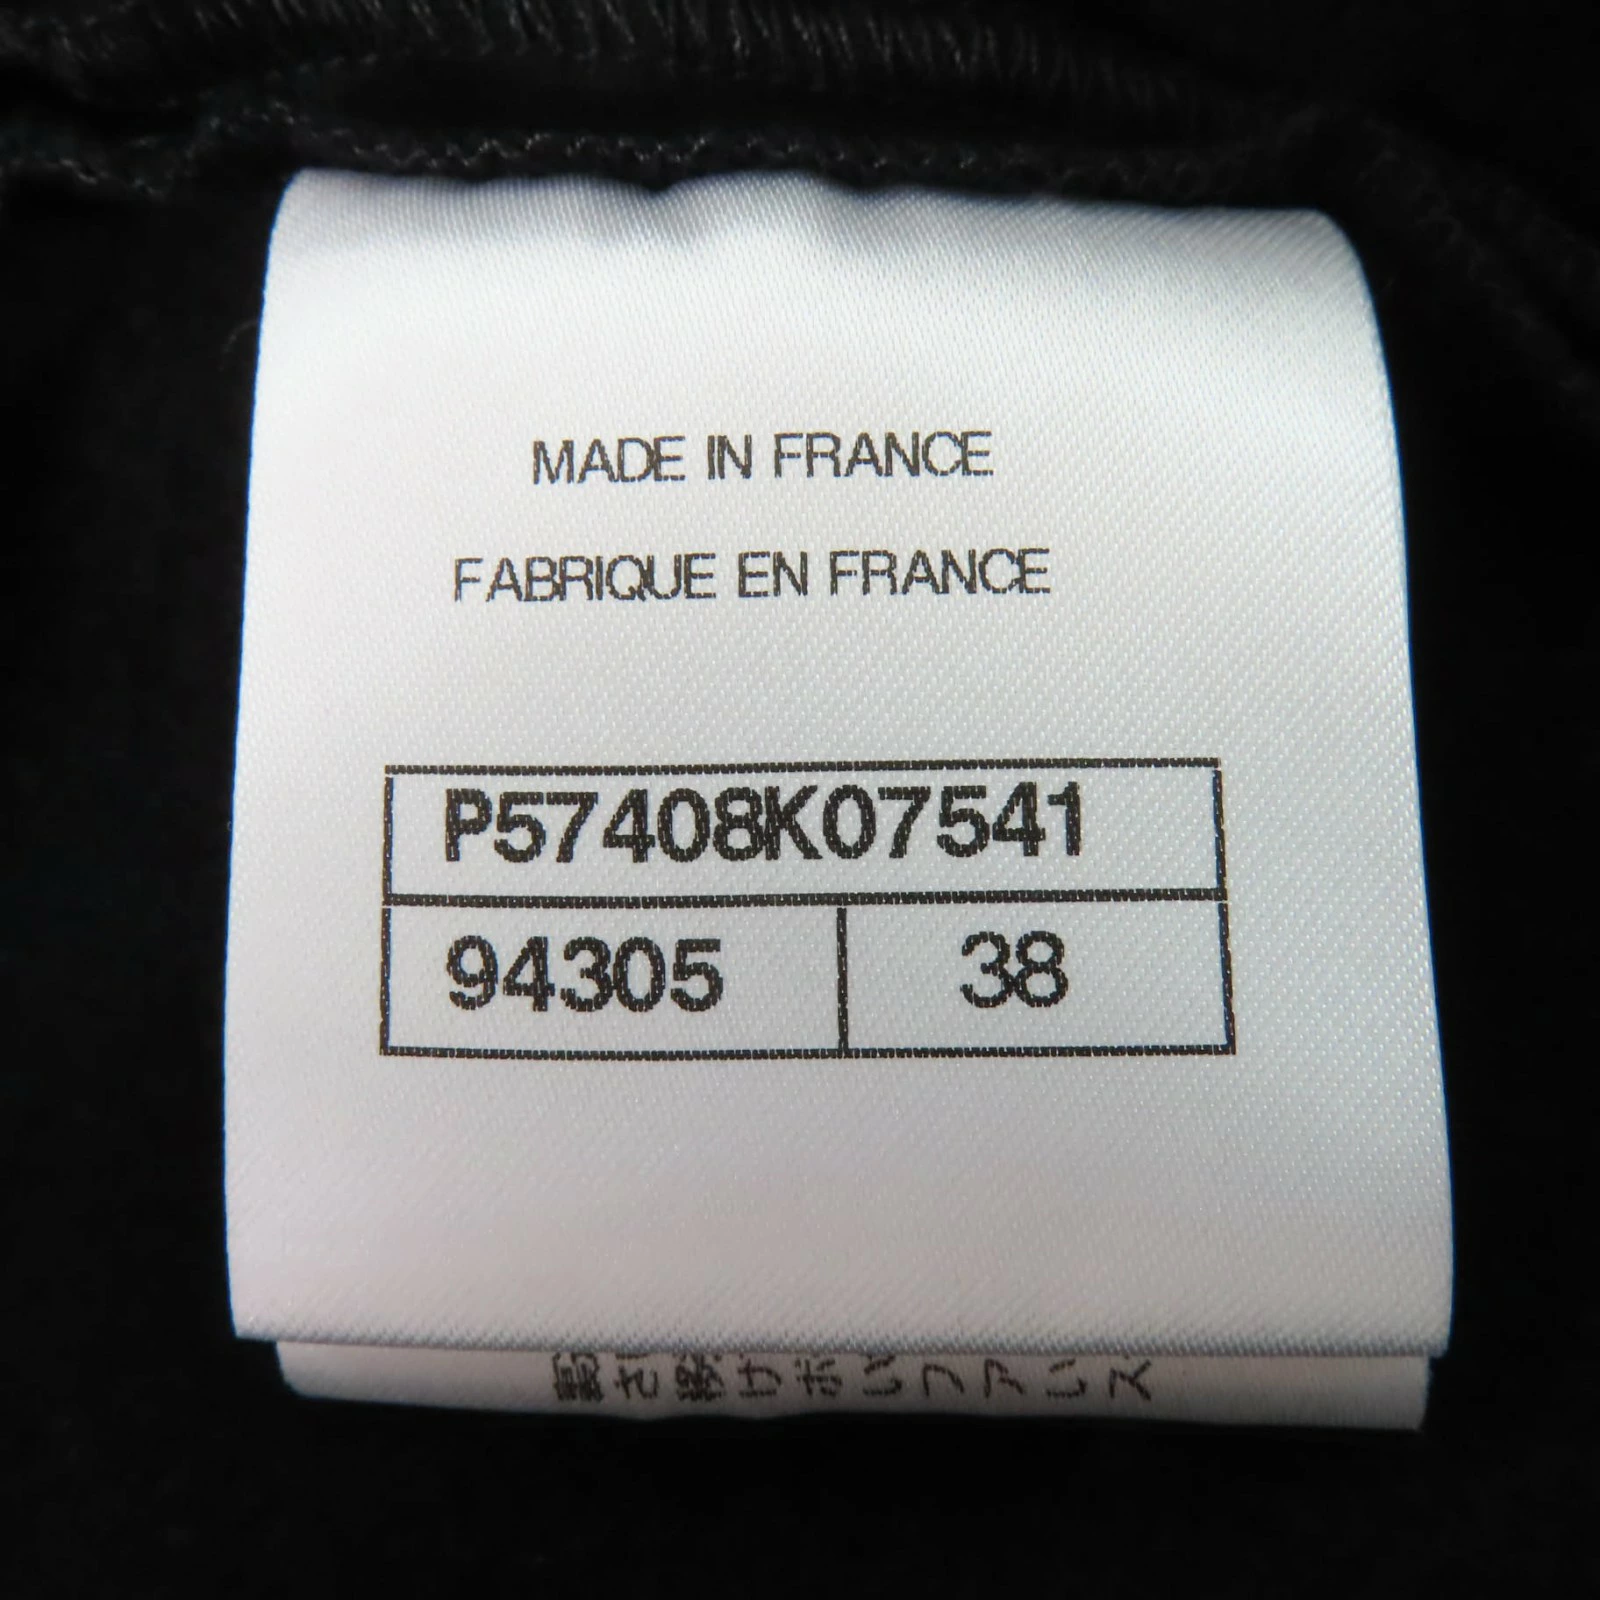 MADE IN FRANCE
FABRIQUE EN FRANCE
P57408K07541
94305 38